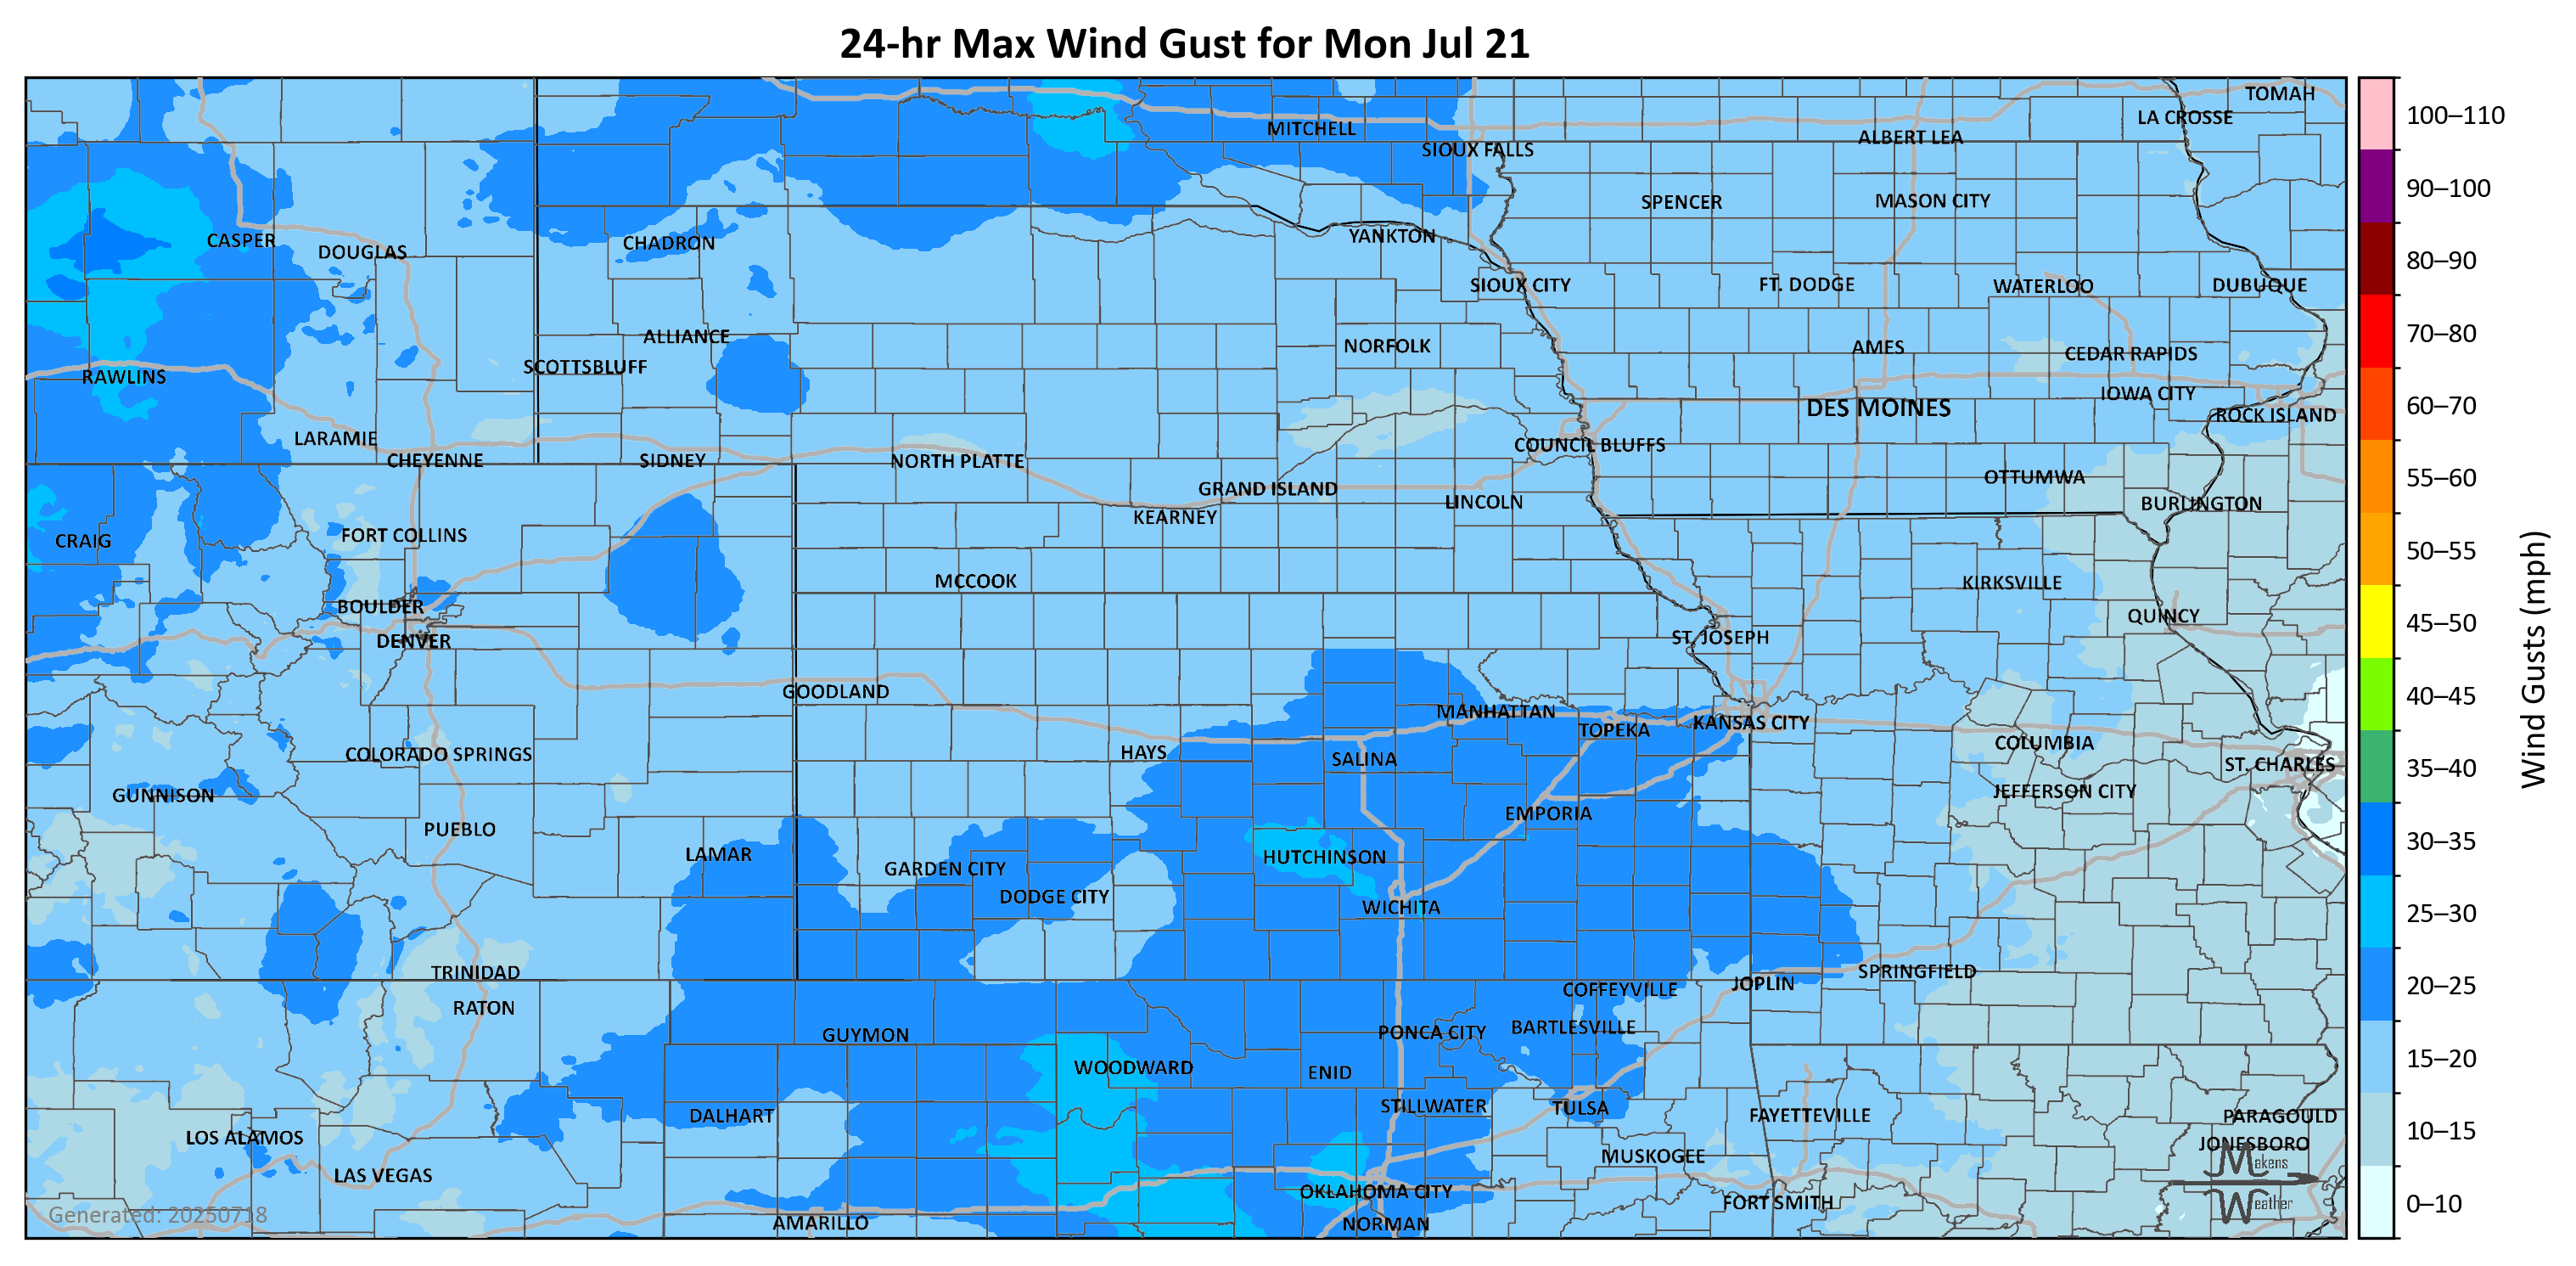 24-hr Max Wind Gust for Mon Jul 21
TOMAH
LA CROSSE
MITCHELL
ALBERT LEA
SIOUX FALLS
SPENCER
MASON CITY
CASPER
DOUGLAS
CHADRON
YANKTON
SIOUX CITY
FT. DODGE
WATERLOO
DUBUQUE
ALLIANCE
NORFOLK
AMES
CEDAR RAPIDS
SCOTTSBLUFF
RAWLINS
IOWA CITY
DES MOINES
ROCK ISLAND
LARAMIE
COUNCIL BLUFFS
CHEYENNE
SIDNEY
NORTH PLATTE
OTTUMWA
GRAND ISLAND
LINCOLN
BURLINGTON
KEARNEY
FORT COLLINS
CRAIG
MCCOOK
KIRKSVILLE
BOULDER
QUINCY
DENVER
ST. JOSEPH
GOODLAND
MANHATTAN
KANSAS CITY
TOPEKA
COLUMBIA
COLORADO SPRINGS
HAYS
SALINA
ST. CHARLES
GUNNISON
JEFFERSON CITY
EMPORIA
PUEBLO
LAMAR
HUTCHINSON
GARDEN CITY
DODGE CITY
WICHITA
TRINIDAD
SPRINGFIELD
JOPLIN
COFFEYVILLE
RATON
BARTLESVILLE
PONCA CITY
GUYMON
WOODWARD
ENID
STILLWATER
TULSA
DALHART
FAYETTEVILLE
PARAGOULD
LOS ALAMOS
JONESBORO
MUSKOGEE
LAS VEGAS
OKLAHOMA CITY
FORT SMITH
AMARILLO
NORMAN
Generated: 20250718
Makens
Weather
100–110
90–100
80–90
70–80
60–70
55–60
50–55
45–50
40–45
35–40
30–35
25–30
20–25
15–20
10–15
0–10
Wind Gusts (mph)